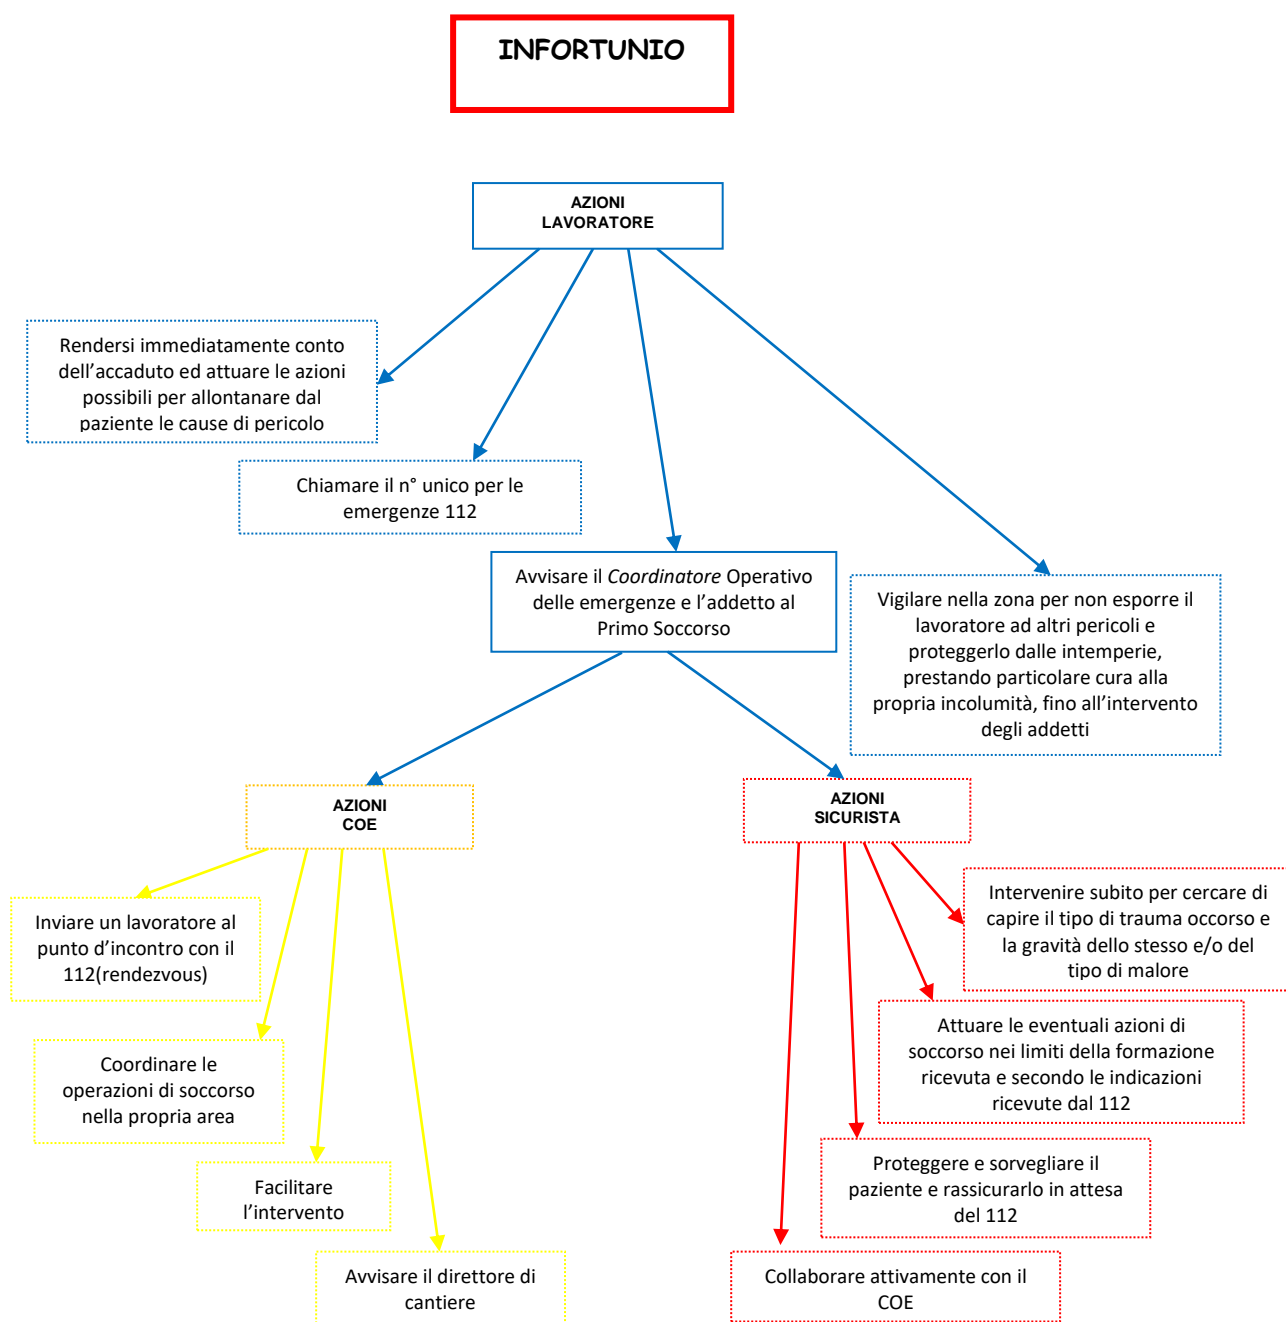 INFORTUNIO
AZIONI
LAVORATORE
Rendersi immediatamente conto
dell’accaduto ed attuare le azioni
possibili per allontanare dal
paziente le cause di pericolo
Chiamare il n° unico per le
emergenze 112
Avvisare il Coordinatore Operativo
delle emergenze e l’addetto al
Primo Soccorso
Vigilare nella zona per non esporre il
lavoratore ad altri pericoli e
proteggerlo dalle intemperie,
prestando particolare cura alla
propria incolumità, fino all’intervento
degli addetti
AZIONI
COE
AZIONI
SICURISTA
Inviare un lavoratore al
punto d’incontro con il
112(rendezvous)
Coordinare le
operazioni di soccorso
nella propria area
Facilitare
l’intervento
Avvisare il direttore di
cantiere
Intervenire subito per cercare di
capire il tipo di trauma occorso e
la gravità dello stesso e/o del
tipo di malore
Attuare le eventuali azioni di
soccorso nei limiti della formazione
ricevuta e secondo le indicazioni
ricevute dal 112
Proteggere e sorvegliare il
paziente e rassicurarlo in attesa
del 112
Collaborare attivamente con il
COE